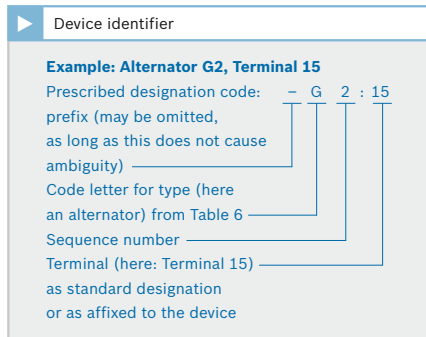 Device identifier
Example: Alternator G2, Terminal 15
Prescribed designation code: – G 2 : 15
prefix (may be omitted,
as long as this does not cause
ambiguity)
Code letter for type (here
an alternator) from Table 6
Sequence number
Terminal (here: Terminal 15)
as standard designation
or as affixed to the device